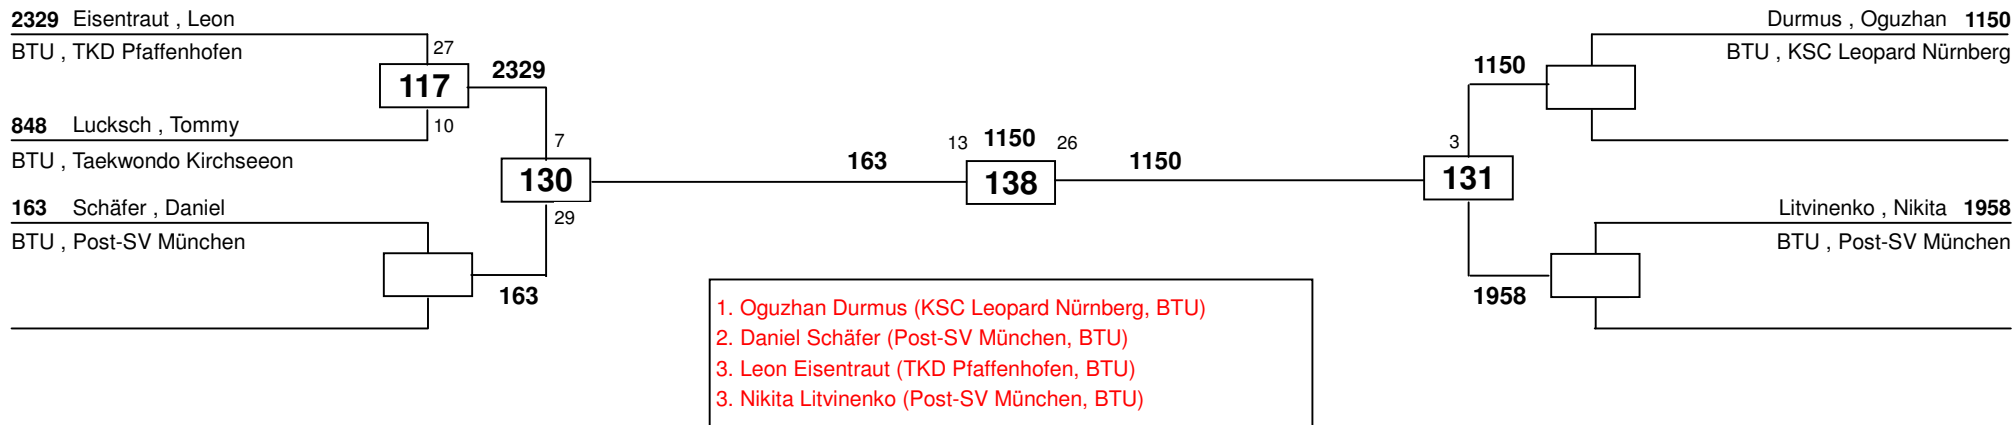 2329 Eisentraut , Leon
BTU , TKD Pfaffenhofen
27
117
2329
848 Lucksch , Tommy
10
BTU , Taekwondo Kirchseeon
7
130
163
29
163 Schäfer , Daniel
BTU , Post-SV München
163
13 1150 26
138
1150
Durmus , Oguzhan 1150
BTU , KSC Leopard Nürnberg
1150
3
131
Litvinenko , Nikita 1958
BTU , Post-SV München
1958
1. Oguzhan Durmus (KSC Leopard Nürnberg, BTU)
2. Daniel Schäfer (Post-SV München, BTU)
3. Leon Eisentraut (TKD Pfaffenhofen, BTU)
3. Nikita Litvinenko (Post-SV München, BTU)